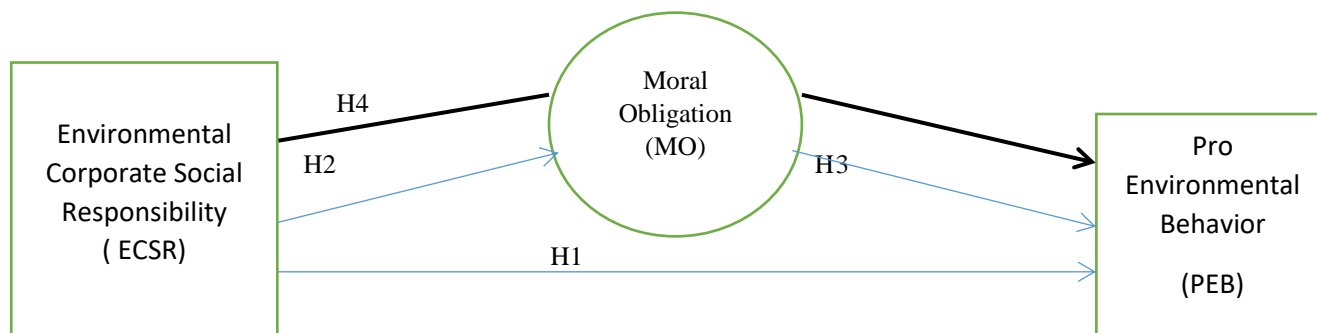 Environmental
Corporate Social
Responsibility
( ECSR)
H4
H2
Moral
Obligation
(MO)
H3
H1
Pro
Environmental
Behavior
(PEB)